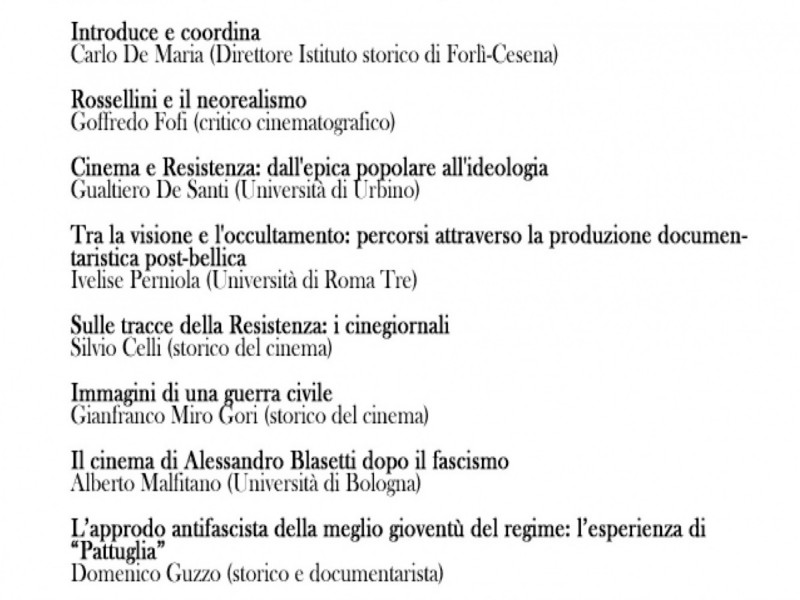 Introduce e coordina
Carlo De Maria (Direttore Istituto storico di Forlì-Cesena)
Rossellini e il neorealismo
Goffredo Fofi (critico cinematografico)
Cinema e Resistenza: dall'epica popolare all'ideologia
Gualtiero De Santi (Università di Urbino)
Tra la visione e l'occultamento: percorsi attraverso la produzione documen-
taristica post-bellica
Ivelise Perniola (Università di Roma Tre)
Sulle tracce della Resistenza: i cinegiornali
Silvio Celli (storico del cinema)
Immagini di una guerra civile
Gianfranco Miro Gori (storico del cinema)
Il cinema di Alessandro Blasetti dopo il fascismo
Alberto Malfitano (Università di Bologna)
L’approdo antifascista della meglio gioventù del regime: l’esperienza di
“Pattuglia”
Domenico Guzzo (storico e documentarista)